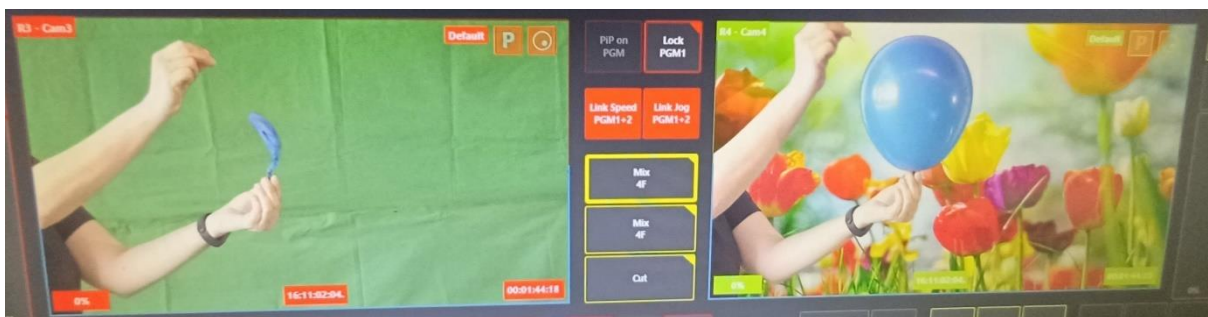 R3 - Cam3
Default
P
0%
16:11:02:04.
00:01:44:18
PiP on
PGM
Lock
PGM1
Link Speed
PGM1+2
Link Jog
PGM1+2
Mix
4F
Mix
4F
Cut
R4 - Cam4
Default
P
0%
16:11:02:04.